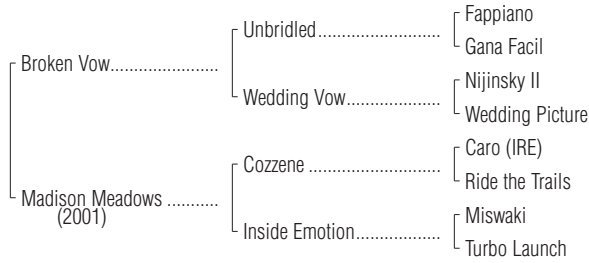 Fappiano
Unbridled..........................
Gana Facil
Broken Vow.......................
Nijinsky II
Wedding Vow....................
Wedding Picture
Caro (IRE)
Cozzene ............................
Ride the Trails
Madison Meadows ...........
(2001)
Miswaki
Inside Emotion..................
Turbo Launch